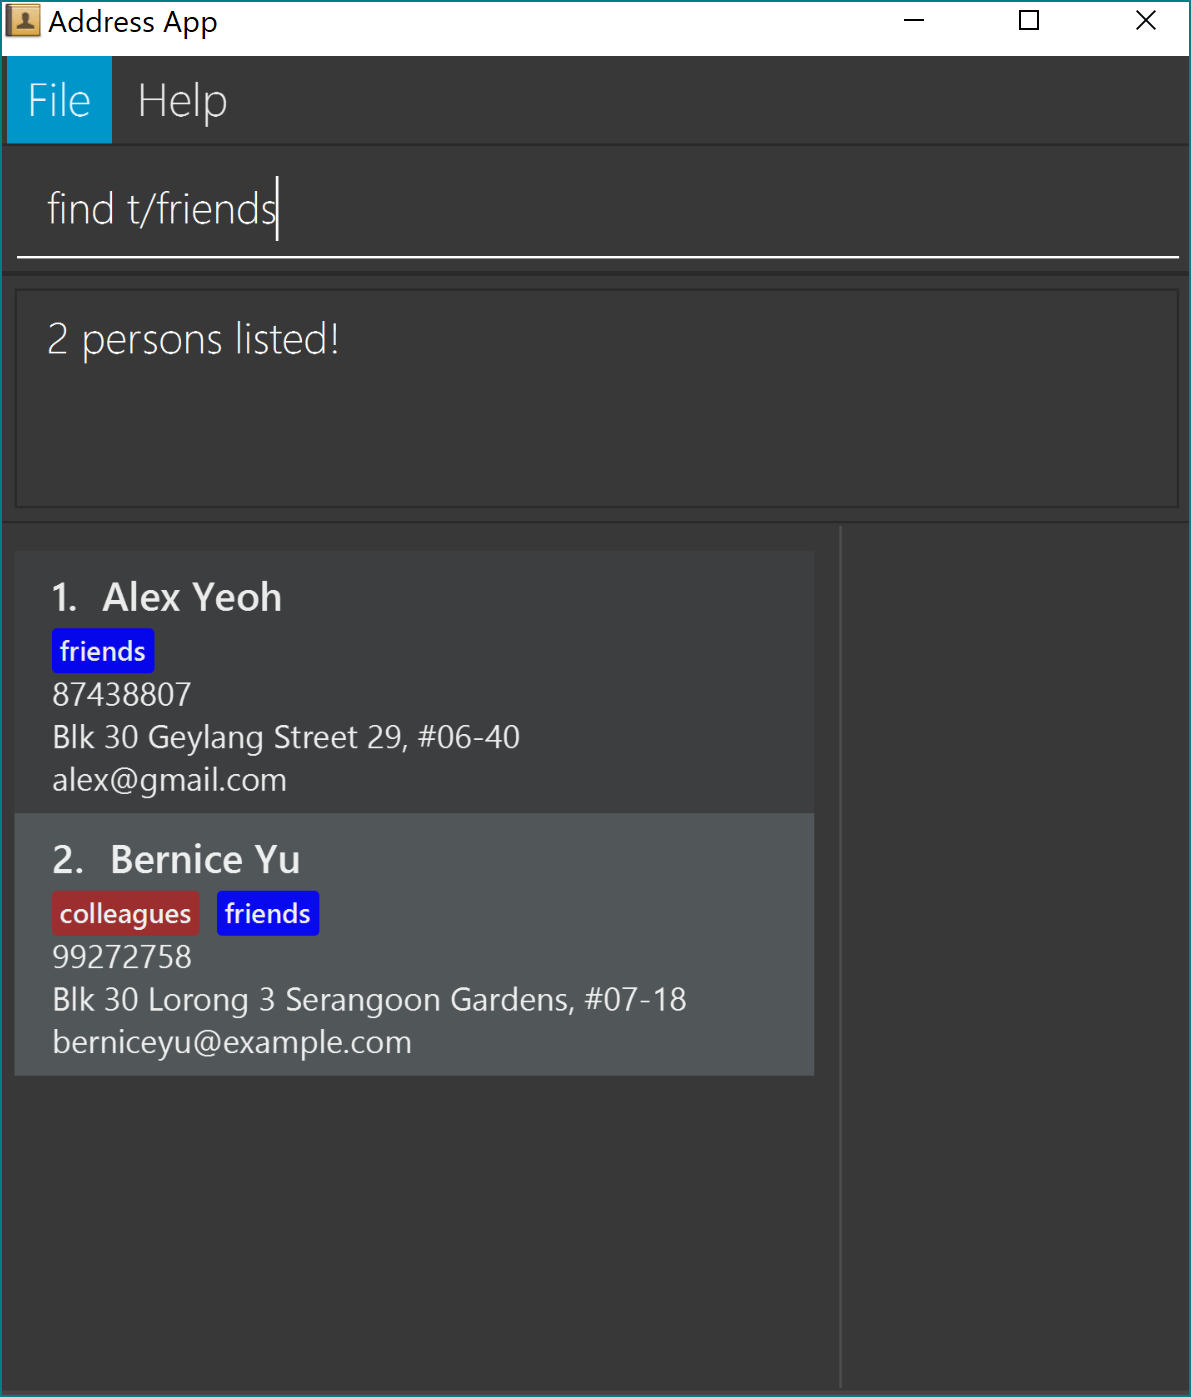 Address App
File Help
find t/friends
2 persons listed!
1. Alex Yeoh
friends
87438807
Blk 30 Geylang Street 29, #06-40
alex@gmail.com
2. Bernice Yu
colleagues friends
99272758
Blk 30 Lorong 3 Serangoon Gardens, #07-18
berniceyu@example.com